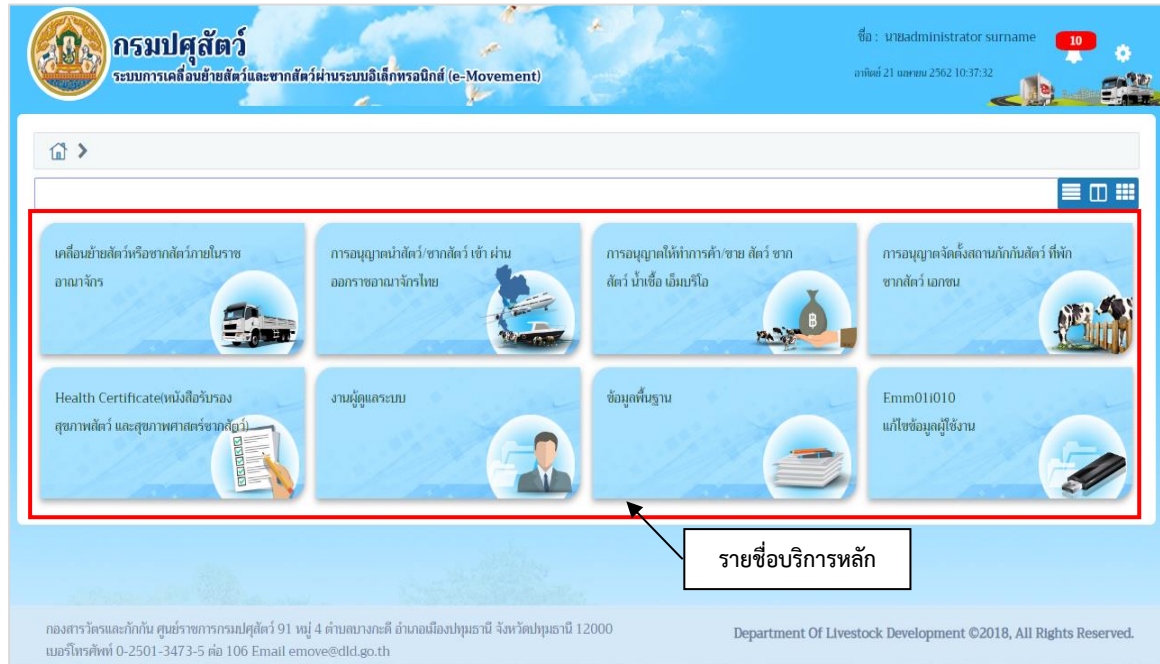 กรมปศุสัตว์
ระบบการเคลื่อนย้ายสัตว์และซากสัตว์ผ่านระบบอิเล็กทรอนิกส์ (e-Movement)
ชื่อ : นายadministrator surname
10
อาทิตย์ 21 เมษายน 2562 10:37:32
เคลื่อนย้ายสัตว์หรือซากสัตว์ภายในราช
อาณาจักร
การอนุญาตนำสัตว์/ซากสัตว์ เข้า ผ่าน
ออกราชอาณาจักรไทย
การอนุญาตให้ทำการค้า/ขาย สัตว์ ซาก
สัตว์ น้ำเชื้อ เอ็มบริโอ
การอนุญาตจัดตั้งสถานกักกันสัตว์ ที่พัก
ซากสัตว์ เอกชน
Health Certificate(หนังสือรับรอง
สุขภาพสัตว์ และสุขภาพศาสตร์ซากสัตว์)
งานผู้ดูแลระบบ
ข้อมูลพื้นฐาน
Emm01i010
แก้ไขข้อมูลผู้ใช้งาน
รายชื่อบริการหลัก
กองสารวัตรและกักกัน ศูนย์ราชการกรมปศุสัตว์ 91 หมู่ 4 ตำบลบางกะดี อำเภอเมืองปทุมธานี จังหวัดปทุมธานี 12000
เบอร์โทรศัพท์ 0-2501-3473-5 ต่อ 106 Email emove@dld.go.th
Department Of Livestock Development ©2018, All Rights Reserved.